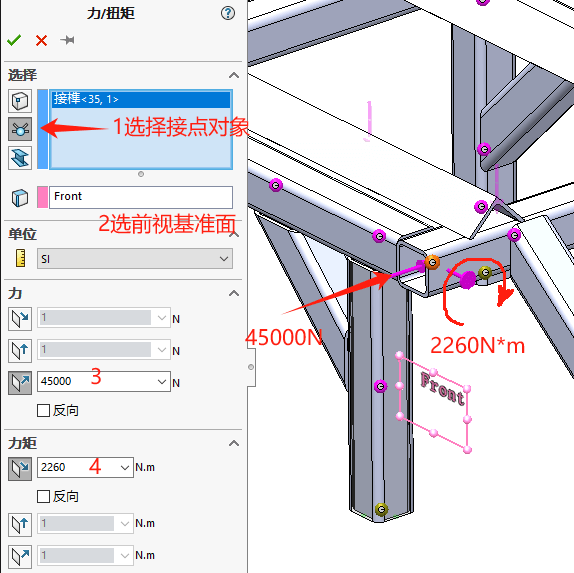 力/扭矩
选择
接榫<35, 1>
1选择接点对象
Front
2选前视基准面
单位
SI
力
1 N
1 N
45000 N
3
反向
力矩
2260 N.m
4
反向
1 N.m
1 N.m
45000N
2260N*m
Front